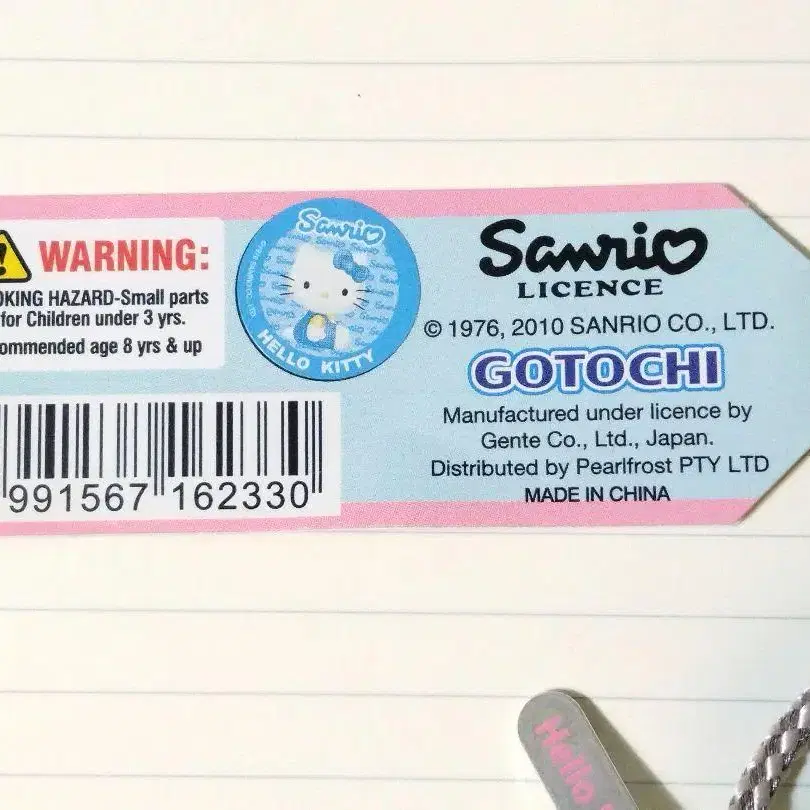 WARNING:
HAZARD-Small parts
for Children under 3 yrs.
age 8 yrs & up
Sanrio
HELLO KITTY
991567 162330
Sanrio
LICENCE
© 1976, 2010 SANRIO CO., LTD.
GOTOCHI
Manufactured under licence by
Gente Co., Ltd., Japan.
Distributed by Pearlfrost PTY LTD
MADE IN CHINA
Hello